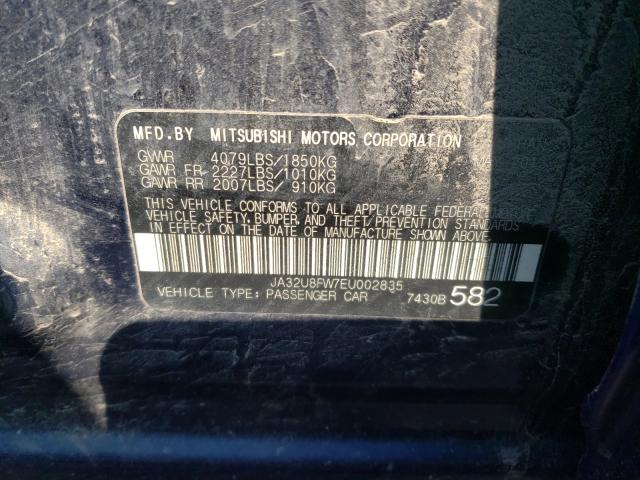 MFD.BY MITSUBISHI MOTORS CORPORATION
GVWR 4079LBS/1850KG
GAWR FR 2227LBS/1010KG
GAWR RR 2007LBS/ 910KG
THIS VEHICLE CONFORMS TO ALL APPLICABLE FEDERAL MOTOR
VEHICLE SAFETY, BUMPER, AND THEFT/PREVENTION STANDARDS
IN EFFECT ON THE DATE OF MANUFACTURE SHOWN ABOVE.
JA32U8FW7EU002835
VEHICLE TYPE: PASSENGER CAR 7430B 582